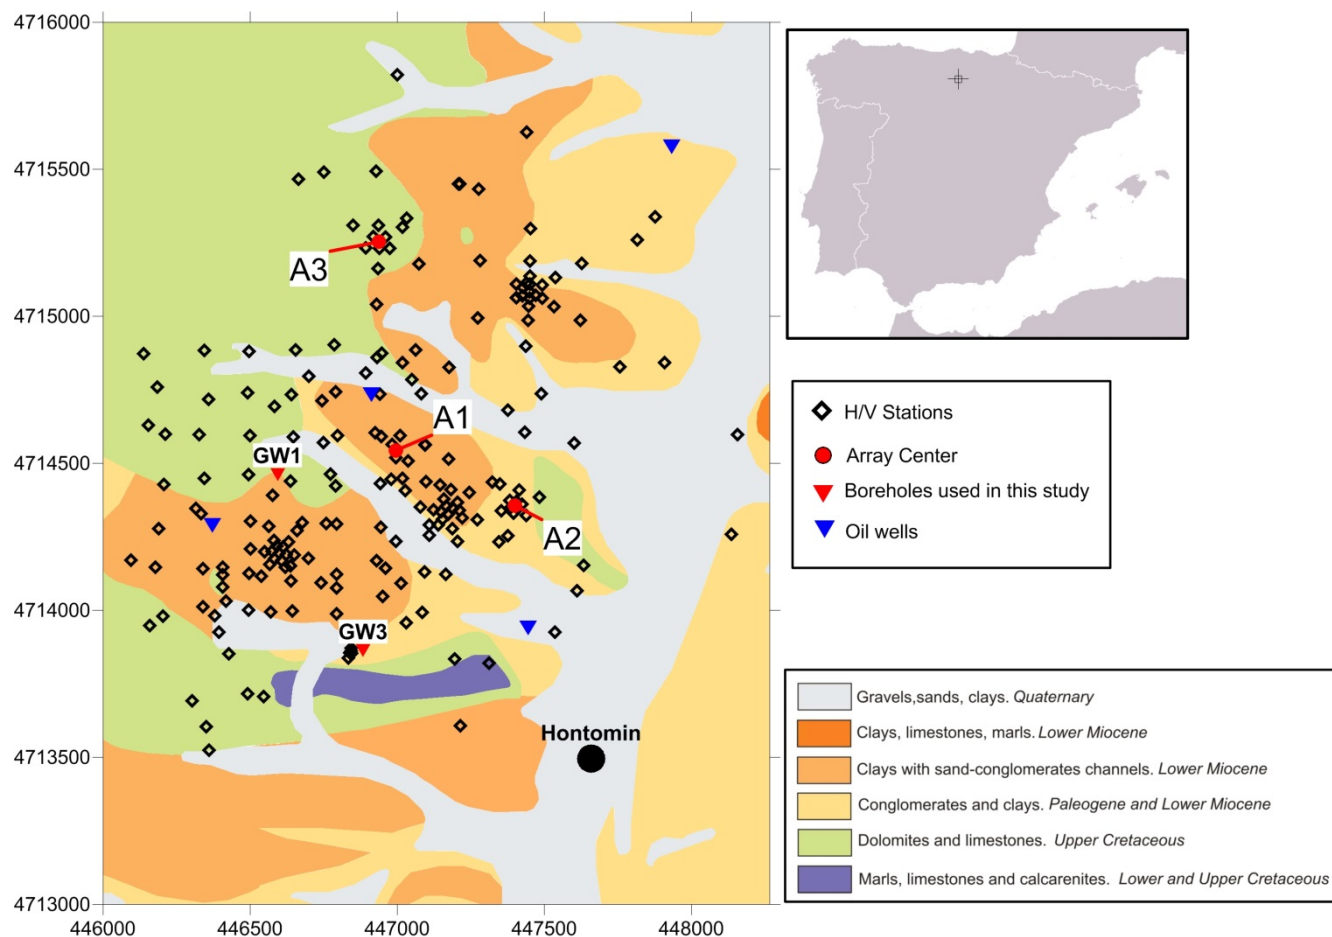 4716000
4715500
4715000
4714500
4714000
4713500
4713000
446000
446500
447000
447500
448000
A3
A1
GW1
A2
GW3
Hontomin
H/V Stations
Array Center
Boreholes used in this study
Oil wells
Gravels,sands, clays. Quaternary
Clays, limestones, marls. Lower Miocene
Clays with sand-conglomerates channels. Lower Miocene
Conglomerates and clays. Paleogene and Lower Miocene
Dolomites and limestones. Upper Cretaceous
Marls, limestones and calcarenites. Lower and Upper Cretaceous